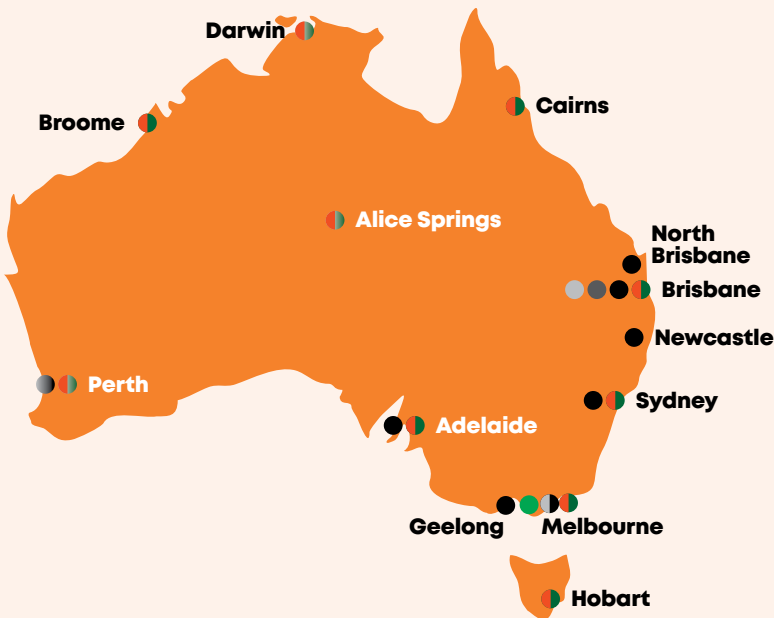 Darwin
Cairns
Broome
Alice Springs
North
Brisbane
Brisbane
Newcastle
Perth
Sydney
Adelaide
Geelong
Melbourne
Hobart